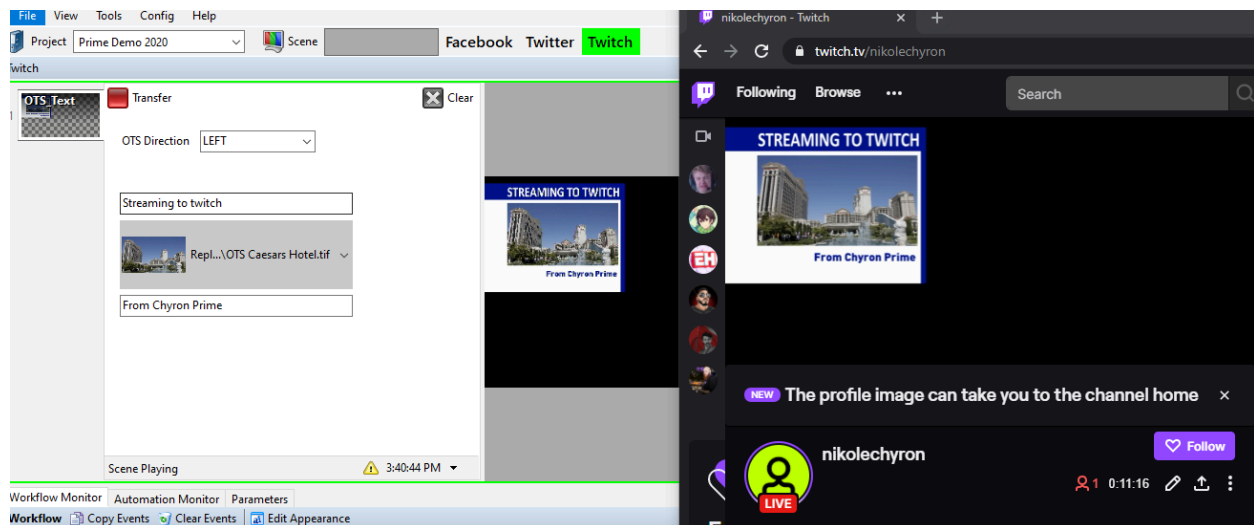 File View Tools Config Help
Project Prime Demo 2020 Scene Facebook Twitter Twitch
witch
OTS_Text
Transfer Clear
OTS Direction LEFT
Streaming to twitch
Repl...\OTS Caesars Hotel.tif
From Chyron Prime
STREAMING TO TWITCH
From Chyron Prime
Scene Playing 3:40:44 PM
Workflow Monitor Automation Monitor Parameters
Workflow Copy Events Clear Events Edit Appearance
nikolechyron - Twitch
twitch.tv/nikolechyron
Following Browse Search
STREAMING TO TWITCH
From Chyron Prime
EH
NEW The profile image can take you to the channel home
nikolechyron
Follow
LIVE
1 0:11:16